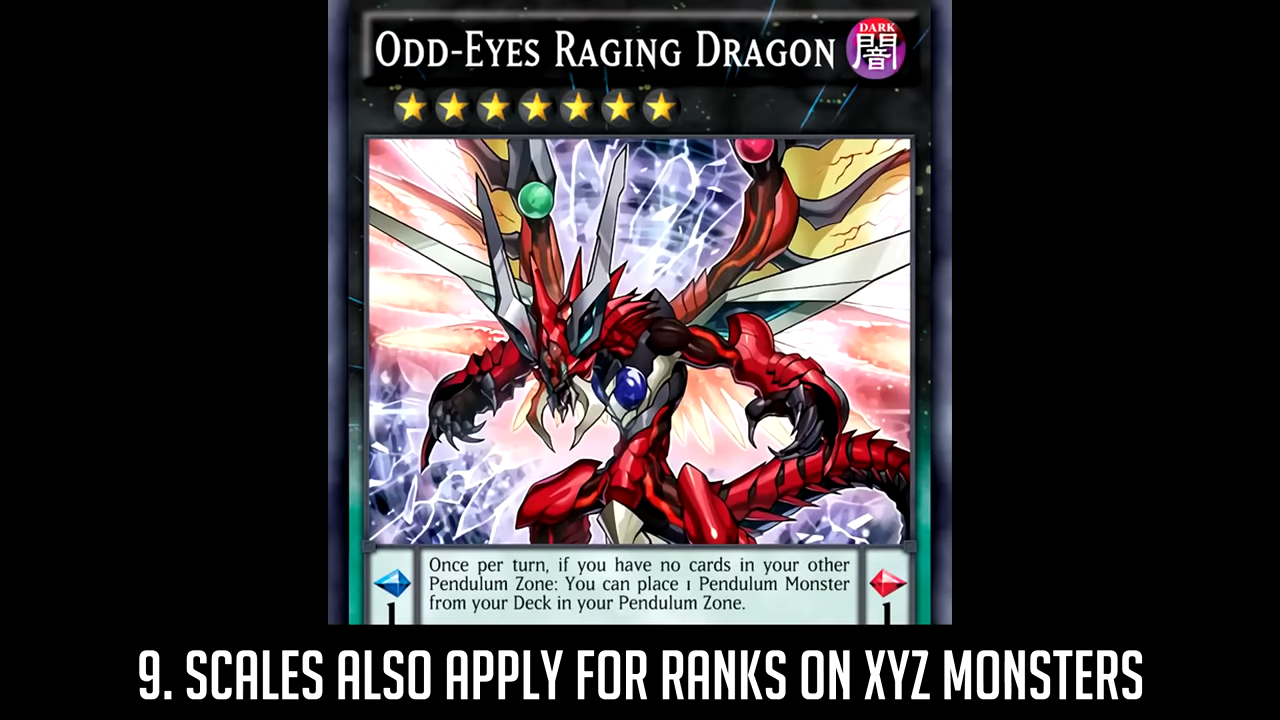 ODD-EYES RAGING DRAGON
DARK
闇
Once per turn, if you have no cards in your other
Pendulum Zone: You can place 1 Pendulum Monster
from your Deck in your Pendulum Zone.
1
1
9. SCALES ALSO APPLY FOR RANKS ON XYZ MONSTERS